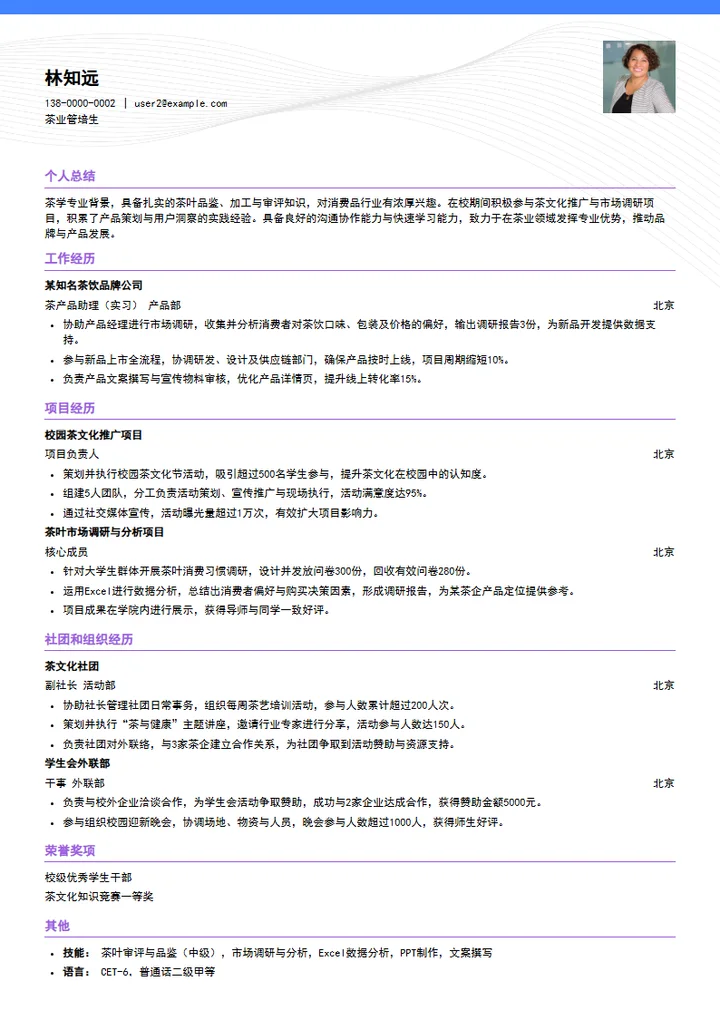 林知远
138-0000-0002 | user2@example.com
茶业管培生
个人总结
茶学专业背景，具备扎实的茶叶品鉴、加工与审评知识，对消费品行业有浓厚兴趣。在校期间积极参与茶文化推广与市场调研项
目，积累了产品策划与用户洞察的实践经验。具备良好的沟通协作能力与快速学习能力，致力于在茶业领域发挥专业优势，推动品
牌与产品发展。
工作经历
某知名茶饮品牌公司
茶产品助理（实习） 产品部 北京
• 协助产品经理进行市场调研，收集并分析消费者对茶饮口味、包装及价格的偏好，输出调研报告3份，为新品开发提供数据支
持。
• 参与新品上市全流程，协调研发、设计及供应链部门，确保产品按时上线，项目周期缩短10%。
• 负责产品文案撰写与宣传物料审核，优化产品详情页，提升线上转化率15%。
项目经历
校园茶文化推广项目
项目负责人 北京
• 策划并执行校园茶文化节活动，吸引超过500名学生参与，提升茶文化在校园中的认知度。
• 组建5人团队，分工负责活动策划、宣传推广与现场执行，活动满意度达95%。
• 通过社交媒体宣传，活动曝光量超过1万次，有效扩大项目影响力。
茶叶市场调研与分析项目
核心成员 北京
• 针对大学生群体开展茶叶消费习惯调研，设计并发放问卷300份，回收有效问卷280份。
• 运用Excel进行数据分析，总结出消费者偏好与购买决策因素，形成调研报告，为某茶企产品定位提供参考。
• 项目成果在学院内进行展示，获得导师与同学一致好评。
社团和组织经历
茶文化社团
副社长 活动部 北京
• 协助社长管理社团日常事务，组织每周茶艺培训活动，参与人数累计超过200人次。
• 策划并执行“茶与健康”主题讲座，邀请行业专家进行分享，活动参与人数达150人。
• 负责社团对外联络，与3家茶企建立合作关系，为社团争取到活动赞助与资源支持。
学生会外联部
干事 外联部 北京
• 负责与校外企业洽谈合作，为学生会活动争取赞助，成功与2家企业达成合作，获得赞助金额5000元。
• 参与组织校园迎新晚会，协调场地、物资与人员，晚会参与人数超过1000人，获得师生好评。
荣誉奖项
校级优秀学生干部
茶文化知识竞赛一等奖
其他
• 技能： 茶叶审评与品鉴（中级），市场调研与分析，Excel数据分析，PPT制作，文案撰写
• 语言： CET-6、普通话二级甲等